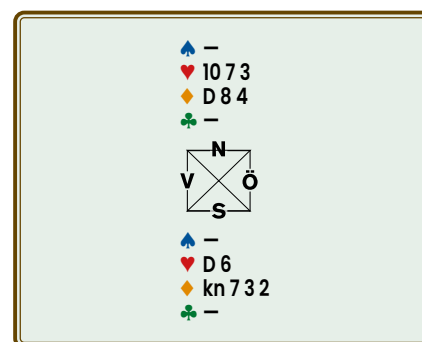 ♠ –
♥ 10 7 3
♦ D 8 4
♣ –
N
V Ö
S
♠ –
♥ D 6
♦ kn 7 3 2
♣ –